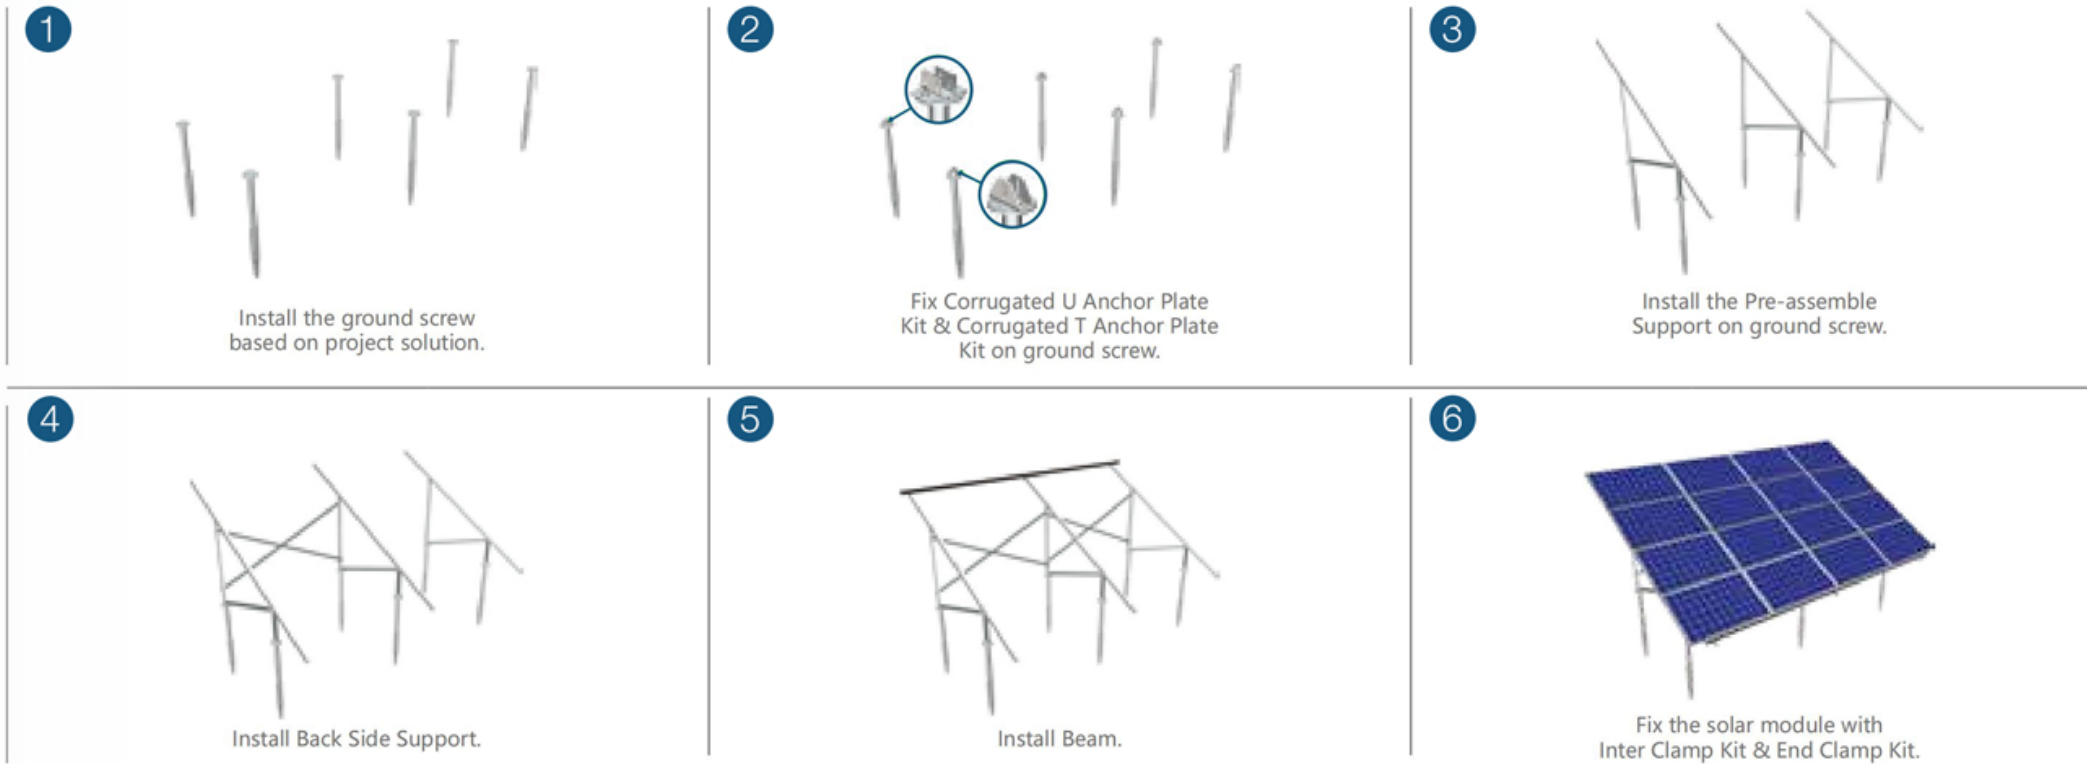 1
Install the ground screw
based on project solution.
2
Fix Corrugated U Anchor Plate
Kit & Corrugated T Anchor Plate
Kit on ground screw.
3
Install the Pre-assemble
Support on ground screw.
4
Install Back Side Support.
5
Install Beam.
6
Fix the solar module with
Inter Clamp Kit & End Clamp Kit.